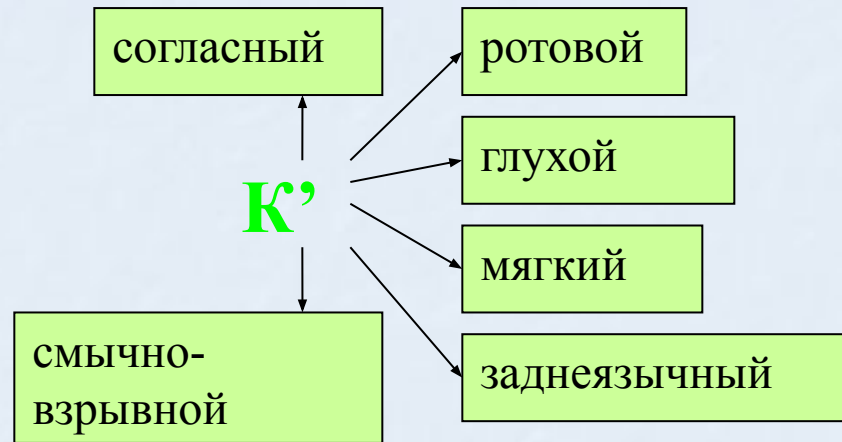 согласный
ротовой
глухой
К’
мягкий
смычно-
взрывной
заднеязычный